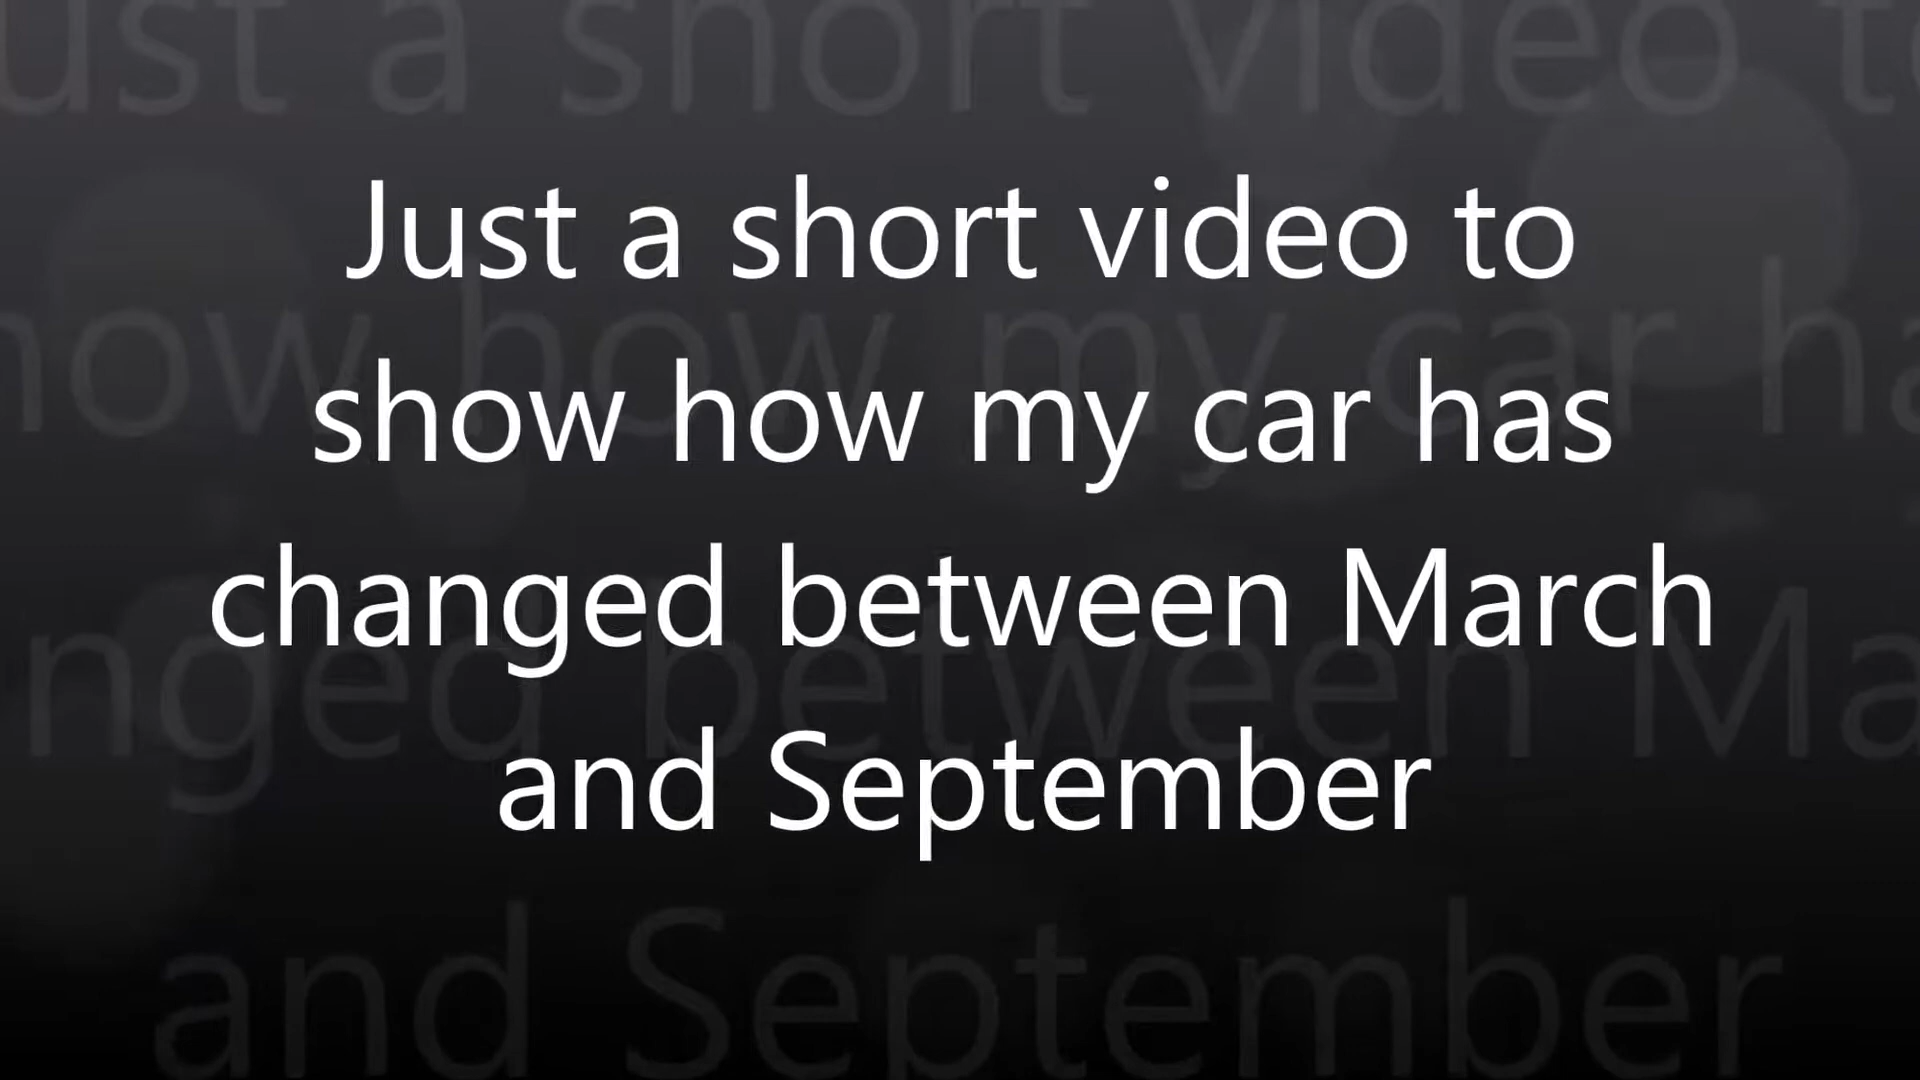 Just a short video to
show how my car has
changed between March
and September